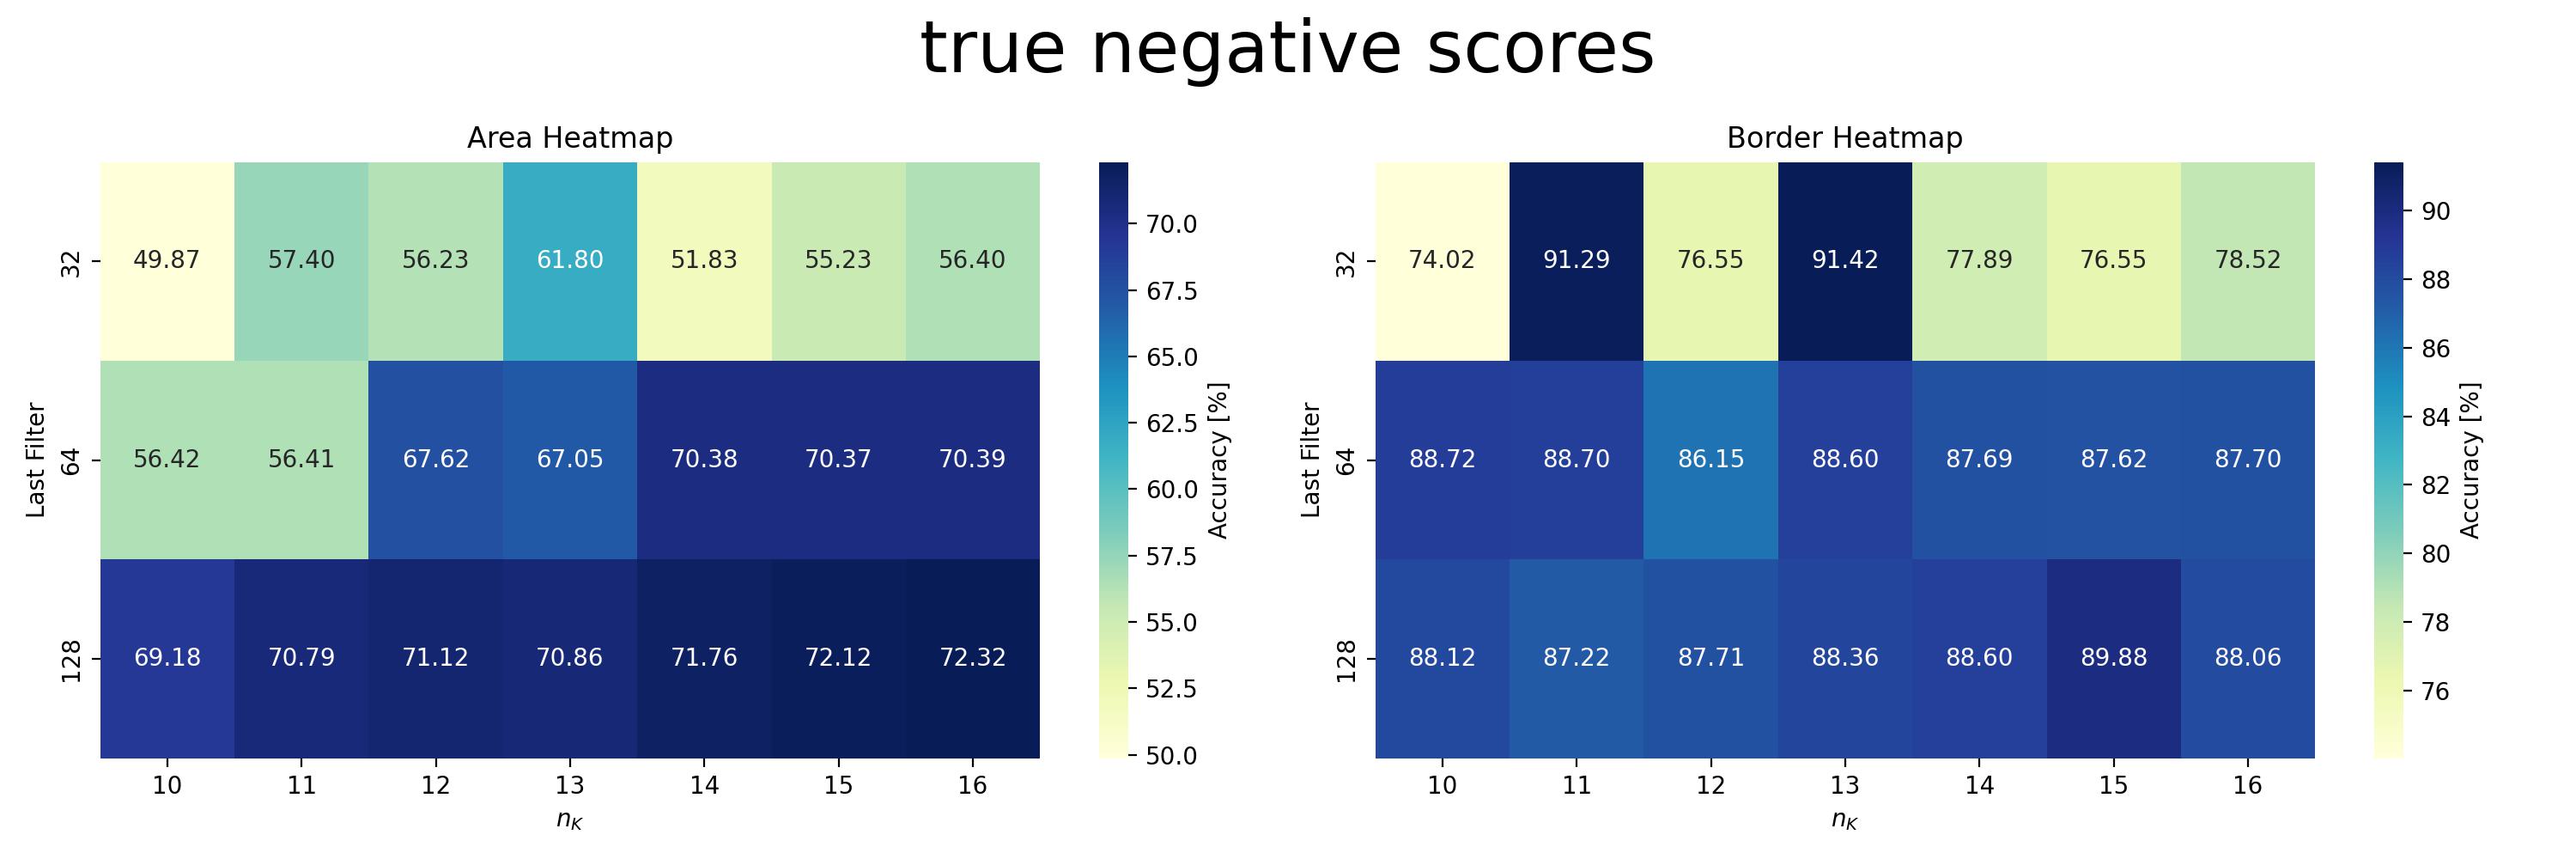 true negative scores
Area Heatmap
Last Filter
32
49.87 57.40 56.23 61.80 51.83 55.23 56.40
64
56.42 56.41 67.62 67.05 70.38 70.37 70.39
128
69.18 70.79 71.12 70.86 71.76 72.12 72.32
10 11 12 13 14 15 16
n_K
70.0
67.5
65.0
62.5
60.0
57.5
55.0
52.5
50.0
Accuracy [%]
Border Heatmap
Last Filter
32
74.02 91.29 76.55 91.42 77.89 76.55 78.52
64
88.72 88.70 86.15 88.60 87.69 87.62 87.70
128
88.12 87.22 87.71 88.36 88.60 89.88 88.06
10 11 12 13 14 15 16
n_K
90
88
86
84
82
80
78
76
Accuracy [%]